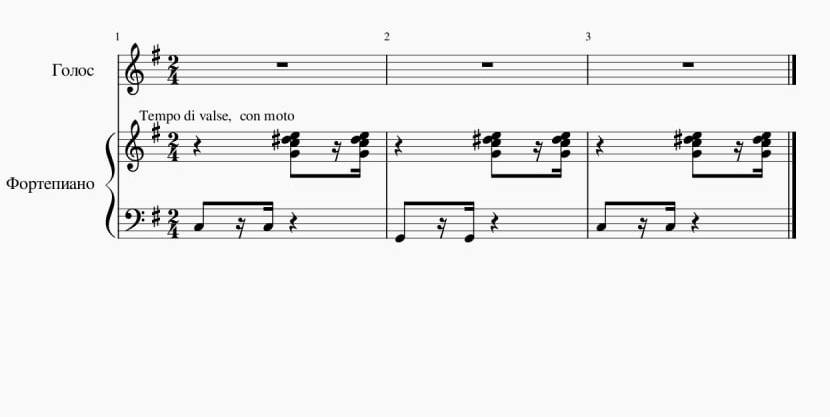 1 2 3
Голос
Tempo di valse, con moto
Фортепиано